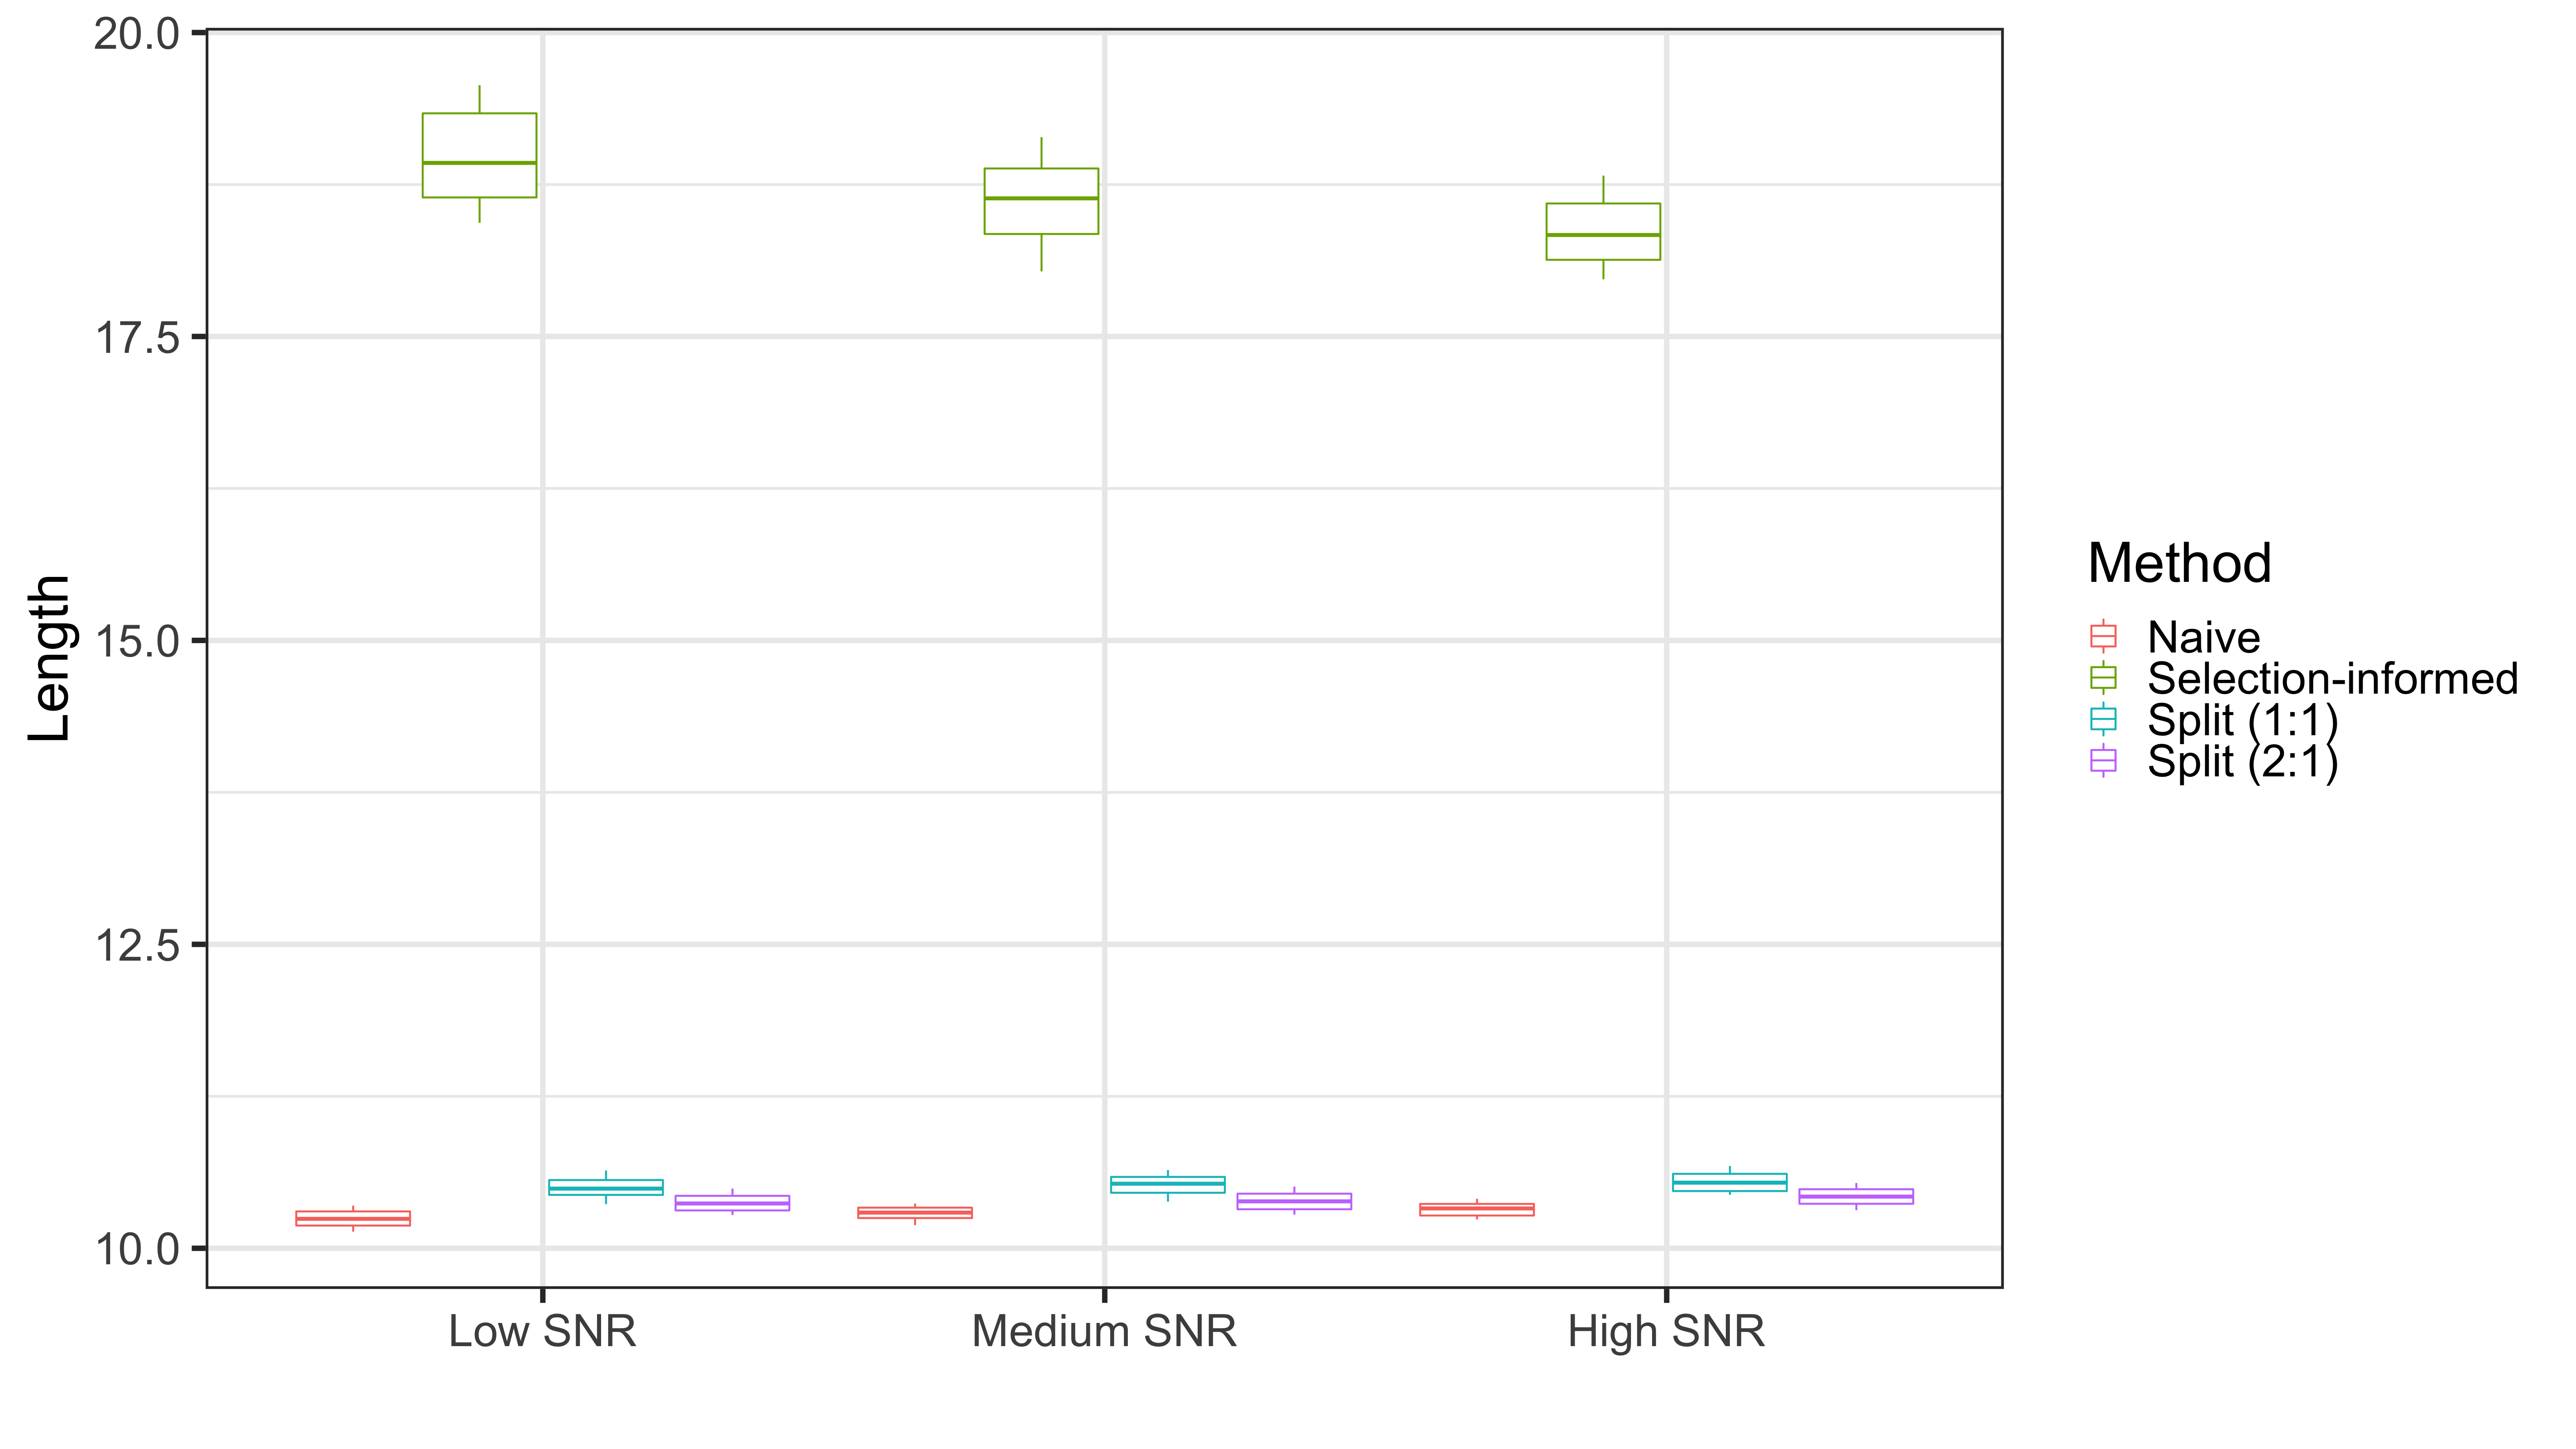 Length
20.0
17.5
15.0
12.5
10.0
Low SNR
Medium SNR
High SNR
Method
Naive
Selection-informed
Split (1:1)
Split (2:1)